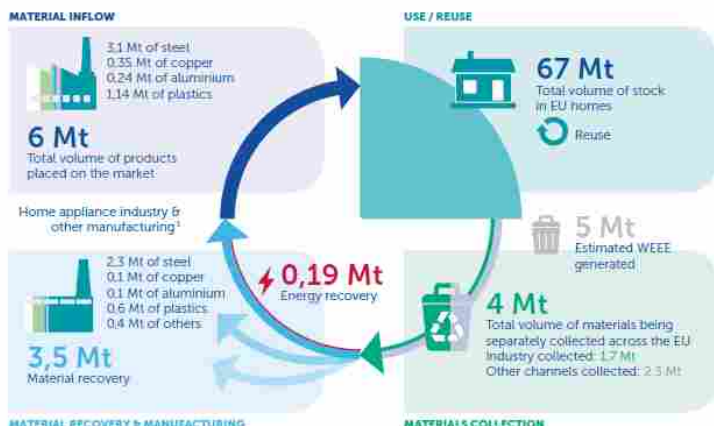 MATERIAL INFLOW
3,1 Mt of steel
0,35 Mt of copper
0,24 Mt of aluminium
1,14 Mt of plastics
6 Mt
Total volume of products
placed on the market
USE / REUSE
67 Mt
Total volume of stock
in EU homes
Reuse
Home appliance industry &
other manufacturing¹
5 Mt
Estimated WEEE
generated
2,3 Mt of steel
0,1 Mt of copper
0,1 Mt of aluminium
0,6 Mt of plastics
0,4 Mt of others
3,5 Mt
Material recovery
0,19 Mt
Energy recovery
4 Mt
Total volume of materials being
separately collected across the EU
Industry collected: 1.7 Mt
Other channels collected: 2.3 Mt
MATERIAL RECOVERY & MANUFACTURING
MATERIALS COLLECTION